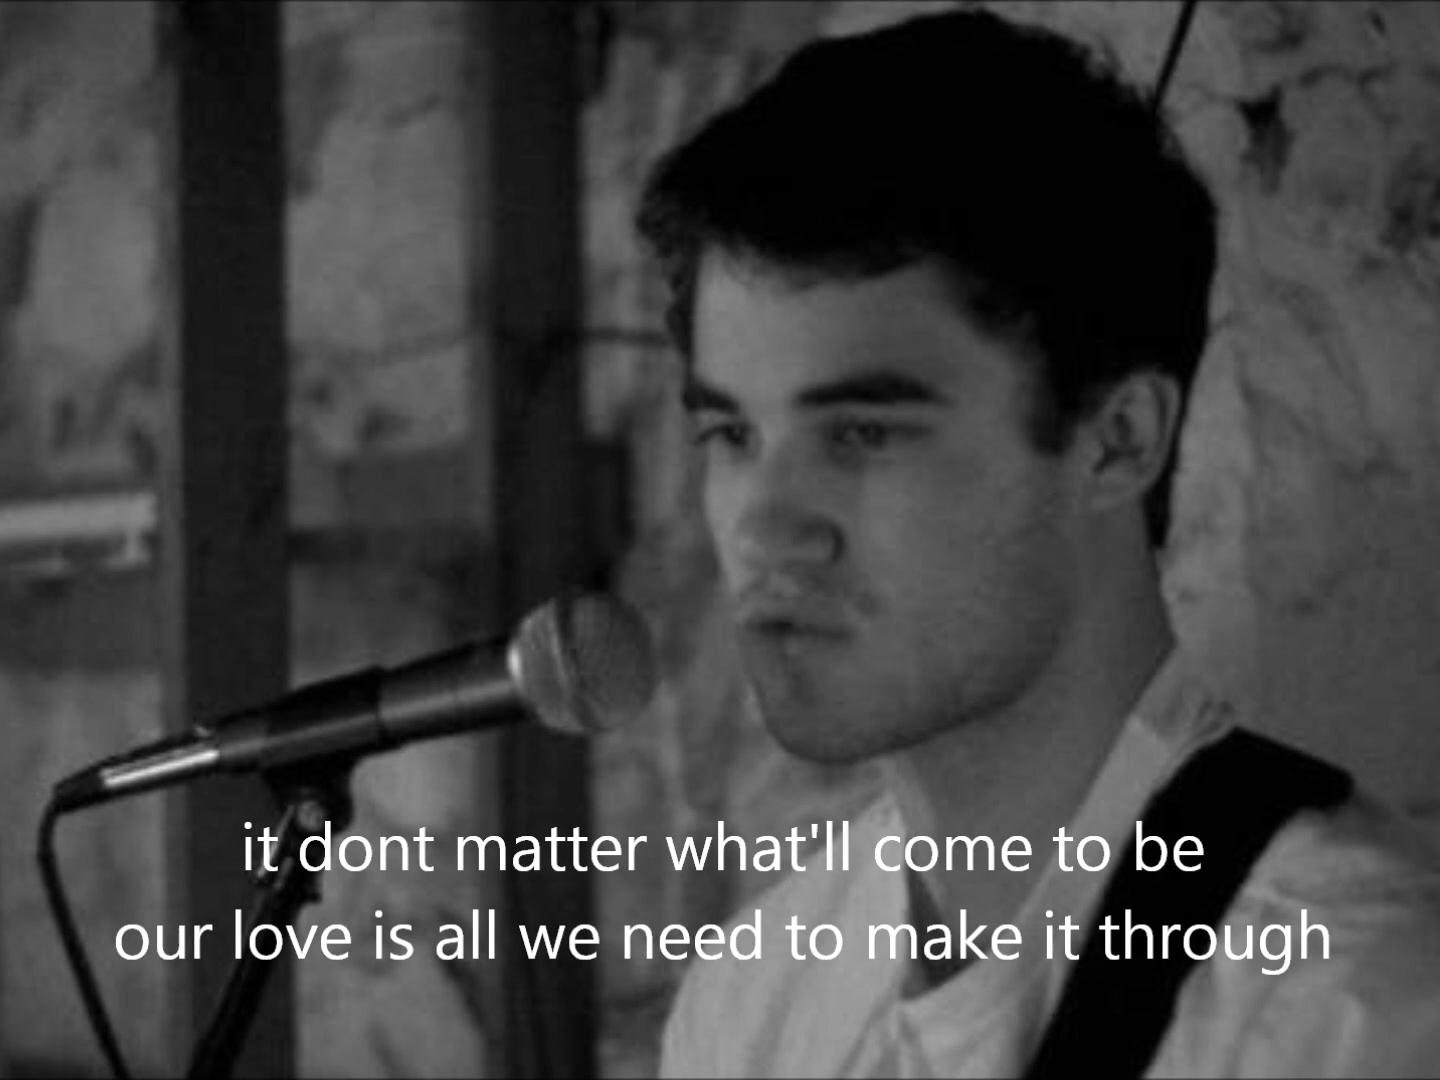 it dont matter what'll come to be
our love is all we need to make it through